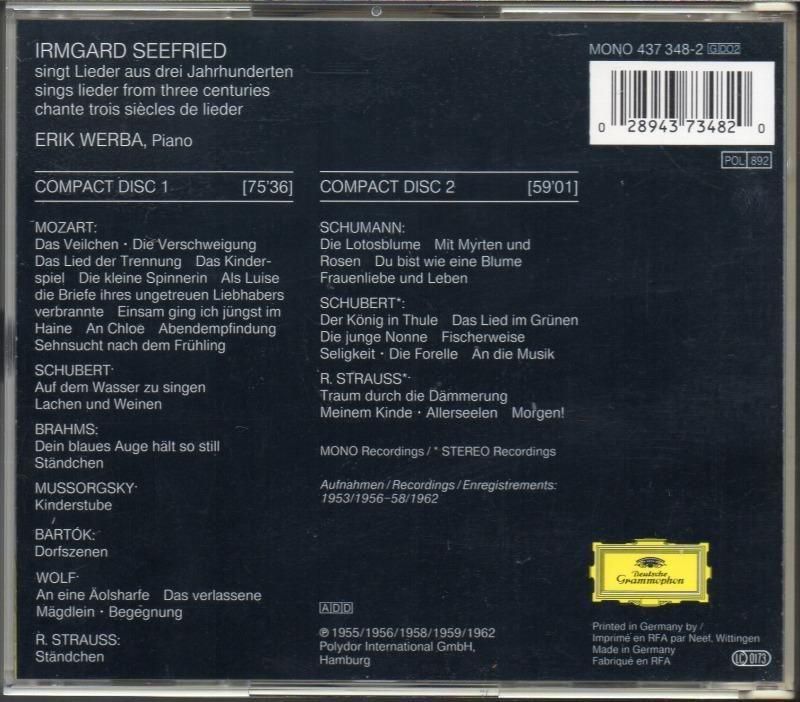 IRMGARD SEEFRIED
singt Lieder aus drei Jahrhunderten
sings lieder from three centuries
chante trois siècles de lieder
ERIK WERBA, Piano
MONO 437 348-2 G DO2
0 28943 73482 0
POL 892
COMPACT DISC 1 [75'36]
MOZART:
Das Veilchen · Die Verschweigung
Das Lied der Trennung Das Kinder-
spiel Die kleine Spinnerin Als Luise
die Briefe ihres ungetreuen Liebhabers
verbrannte Einsam ging ich jüngst im
Haine An Chloe Abendempfindung
Sehnsucht nach dem Frühling
SCHUBERT·
Auf dem Wasser zu singen
Lachen und Weinen
BRAHMS:
Dein blaues Auge hält so still
Ständchen
MUSSORGSKY·
Kinderstube
BARTÓK:
Dorfszenen
WOLF·
An eine Äolsharfe Das verlassene
Mägdlein · Begegnung
R. STRAUSS:
Ständchen
COMPACT DISC 2 [59'01]
SCHUMANN:
Die Lotosblume Mit Myrten und
Rosen Du bist wie eine Blume
Frauenliebe und Leben
SCHUBERT*:
Der König in Thule Das Lied im Grünen
Die junge Nonne Fischerweise
Seligkeit · Die Forelle An die Musik
R. STRAUSS*·
Traum durch die Dämmerung
Meinem Kinde · Allerseelen Morgen!
MONO Recordings / * STEREO Recordings
Aufnahmen / Recordings / Enregistrements:
1953/1956–58/1962
ADD
℗ 1955/1956/1958/1959/1962
Polydor International GmbH,
Hamburg
Deutsche
Grammophon
Printed in Germany by /
Imprimé en RFA par Neef, Wittingen
Made in Germany
Fabriqué en RFA
LC 0173